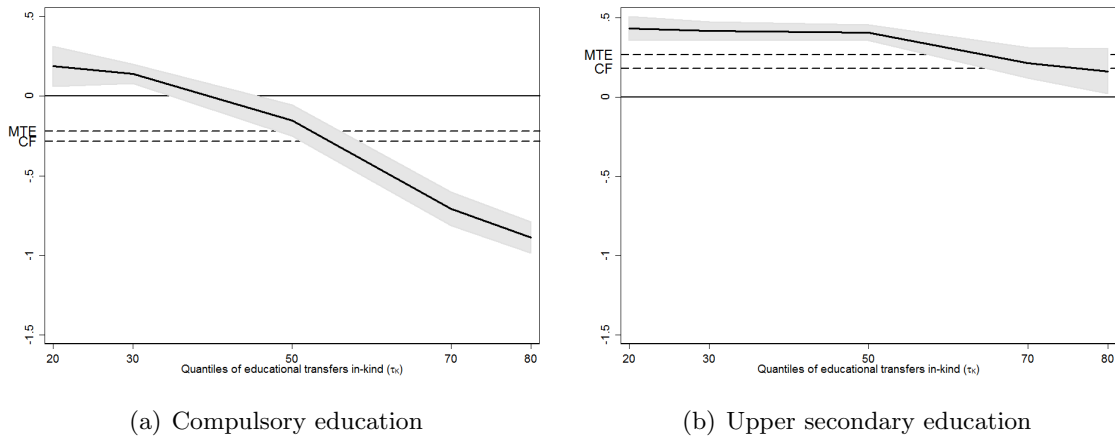 .5
0
-.5
-1
-1.5
MTE
CF
20 30 50 70 80
Quantiles of educational transfers in-kind (τK)
(a) Compulsory education
.5
0
-.5
-1
-1.5
MTE
CF
20 30 50 70 80
Quantiles of educational transfers in-kind (τK)
(b) Upper secondary education